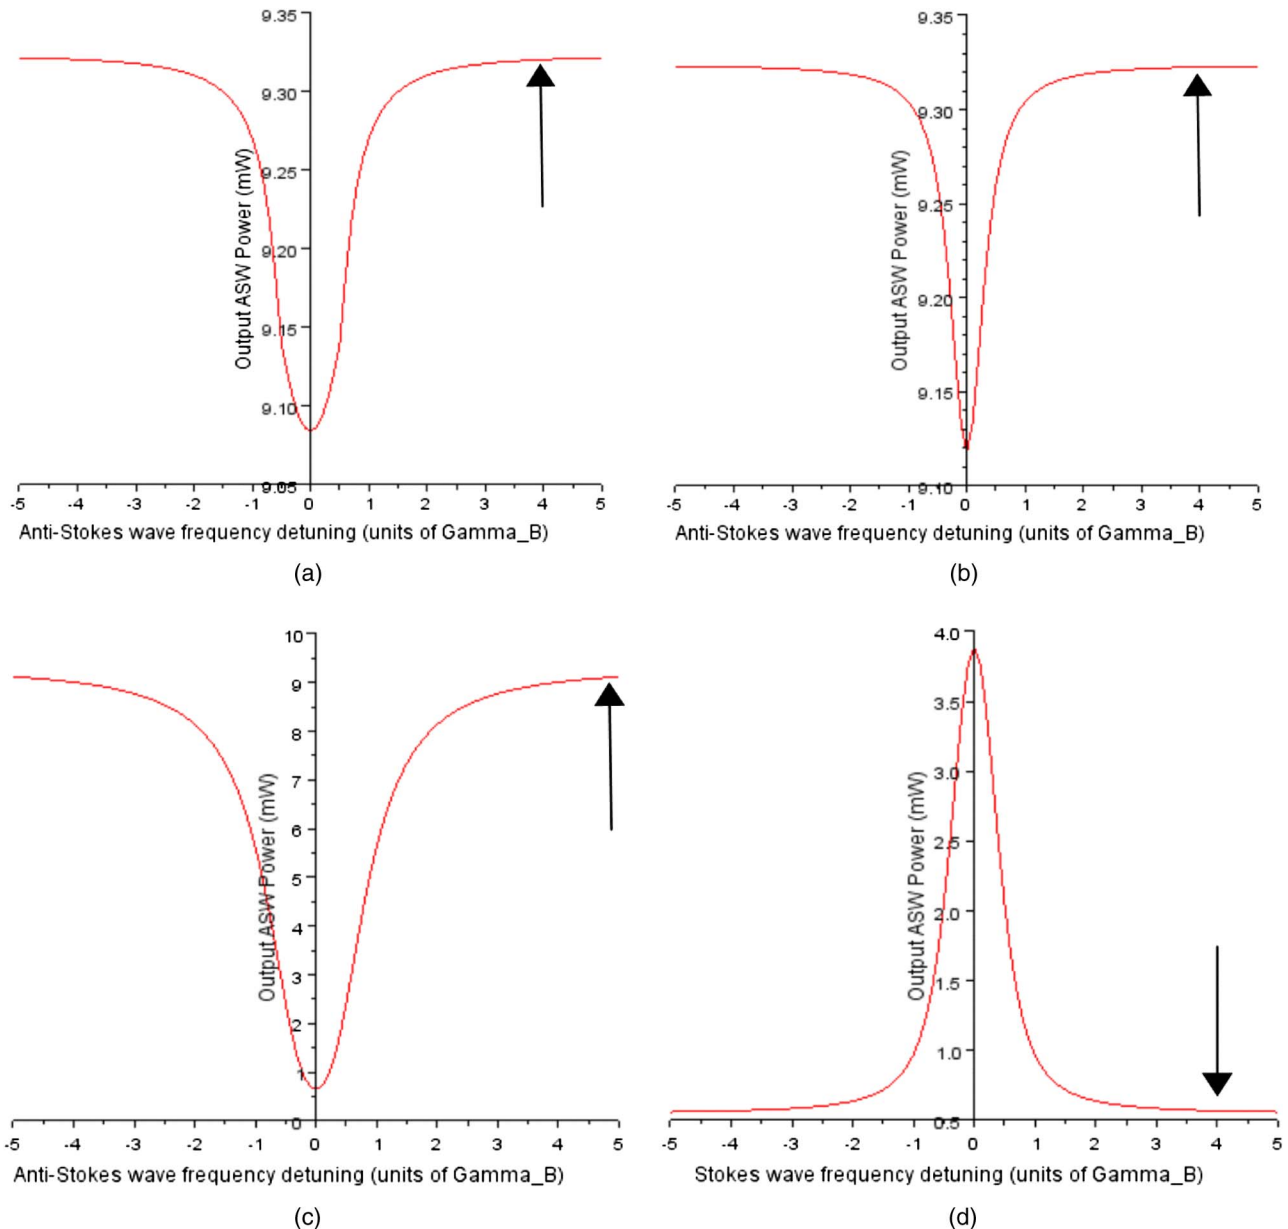 9.35
9.30
9.25
9.20
9.15
9.10
9.05
Output ASW Power (mW)
-5 -4 -3 -2 -1 0 1 2 3 4 5
Anti-Stokes wave frequency detuning (units of Gamma_B)
(a)
9.35
9.30
9.25
9.20
9.15
9.10
Output ASW Power (mW)
-5 -4 -3 -2 -1 0 1 2 3 4 5
Anti-Stokes wave frequency detuning (units of Gamma_B)
(b)
10
9
8
7
6
5
4
3
2
1
0
Output ASW Power (mW)
-5 -4 -3 -2 -1 0 1 2 3 4 5
Anti-Stokes wave frequency detuning (units of Gamma_B)
(c)
4.0
3.5
3.0
2.5
2.0
1.5
1.0
0.5
Output ASW Power (mW)
-5 -4 -3 -2 -1 0 1 2 3 4 5
Stokes wave frequency detuning (units of Gamma_B)
(d)